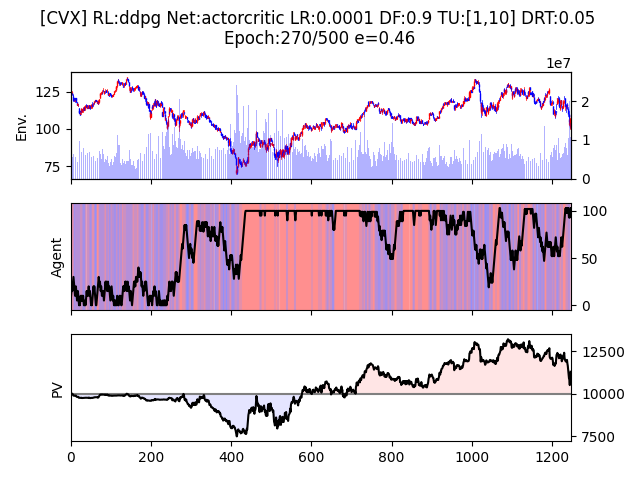 [CVX] RL:ddpg Net:actorcritic LR:0.0001 DF:0.9 TU:[1,10] DRT:0.05
Epoch:270/500 e=0.46
1e7
Env.
125
100
75
2
1
0
Agent
100
50
0
PV
12500
10000
7500
0 200 400 600 800 1000 1200